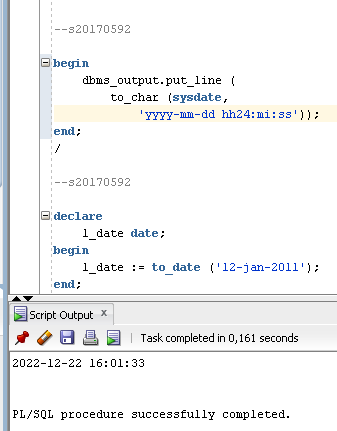 --s20170592
begin
dbms_output.put_line (
to_char (sysdate,
'yyyy-mm-dd hh24:mi:ss'));
end;
/
--s20170592
declare
l_date date;
begin
l_date := to_date ('12-jan-2011');
end;
Script Output x
Task completed in 0,161 seconds
2022-12-22 16:01:33
PL/SQL procedure successfully completed.